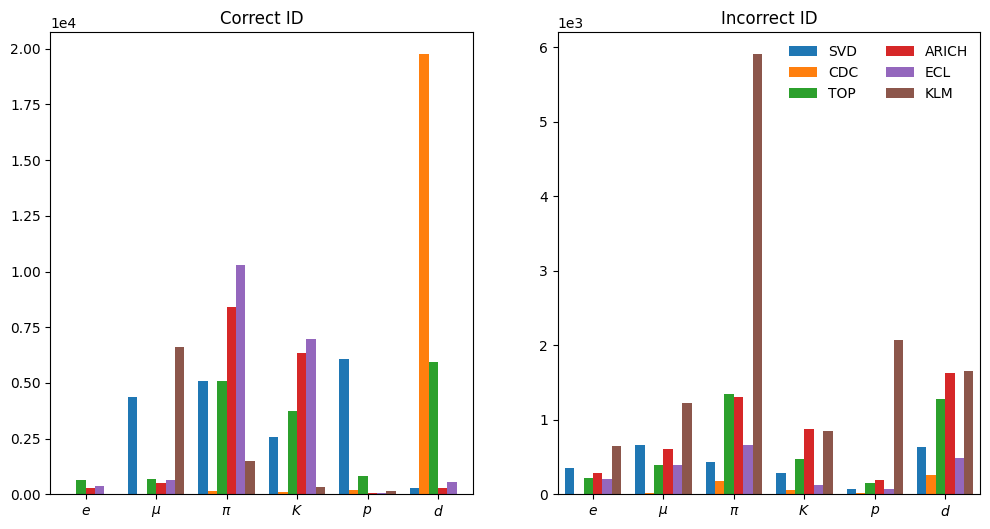 Correct ID
1e4
2.00
1.75
1.50
1.25
1.00
0.75
0.50
0.25
0.00
e μ π K p d
Incorrect ID
1e3
6
5
4
3
2
1
0
SVD ARICH
CDC ECL
TOP KLM
e μ π K p d